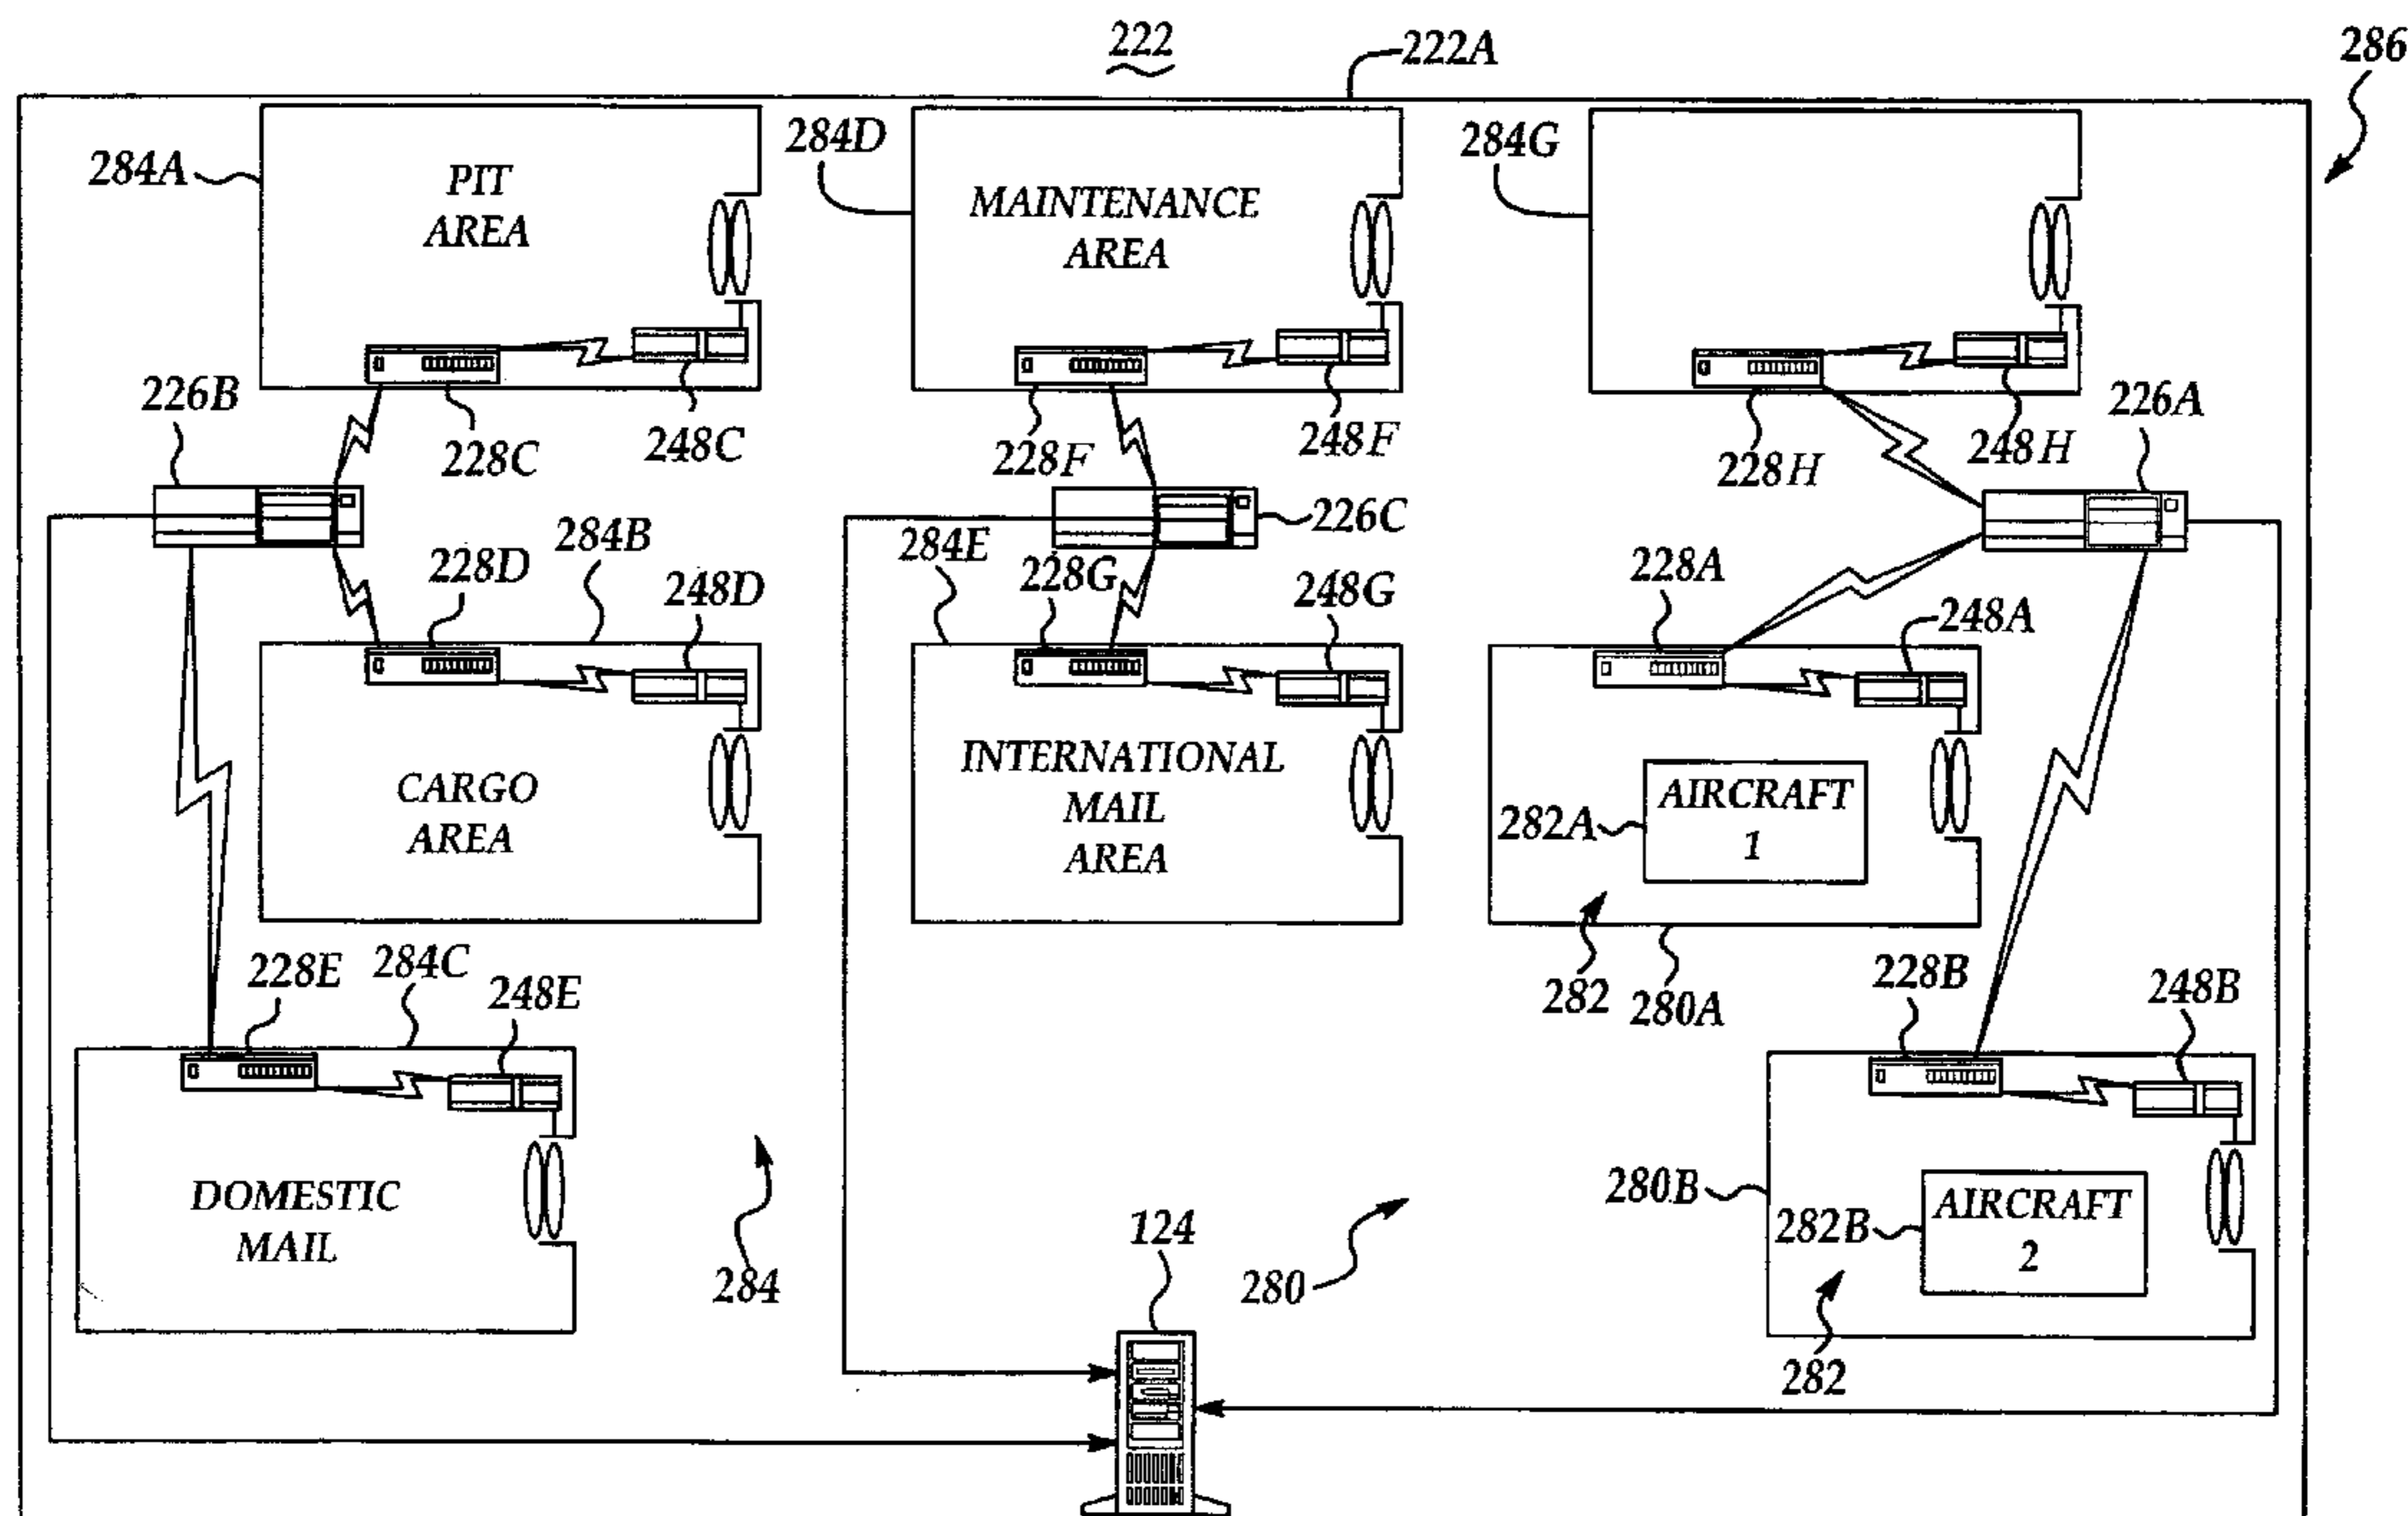 222
222A
286
284A
PIT
AREA
284D
MAINTENANCE
AREA
284G
226B
228C
248C
228F
248F
228H
248H
226A
226C
284B
228D
248D
284E
228G
248G
228A
248A
CARGO
AREA
INTERNATIONAL
MAIL
AREA
282A
AIRCRAFT
1
282
280A
228E
284C
248E
228B
248B
DOMESTIC
MAIL
284
124
280
280B
282B
AIRCRAFT
2
282